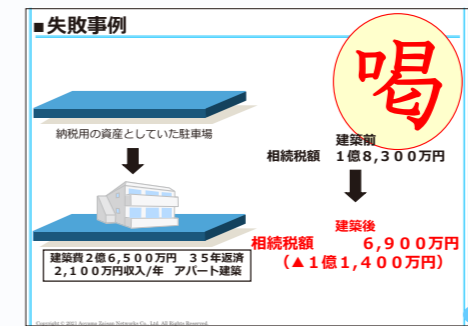 ■失敗事例
喝
納税用の資産としていた駐車場
建築前
相続税額 1億8,300万円
建築後
相続税額 6,900万円
(▲1億1,400万円)
建築費2億6,500万円 35年返済
2,100万円収入/年 アパート建築